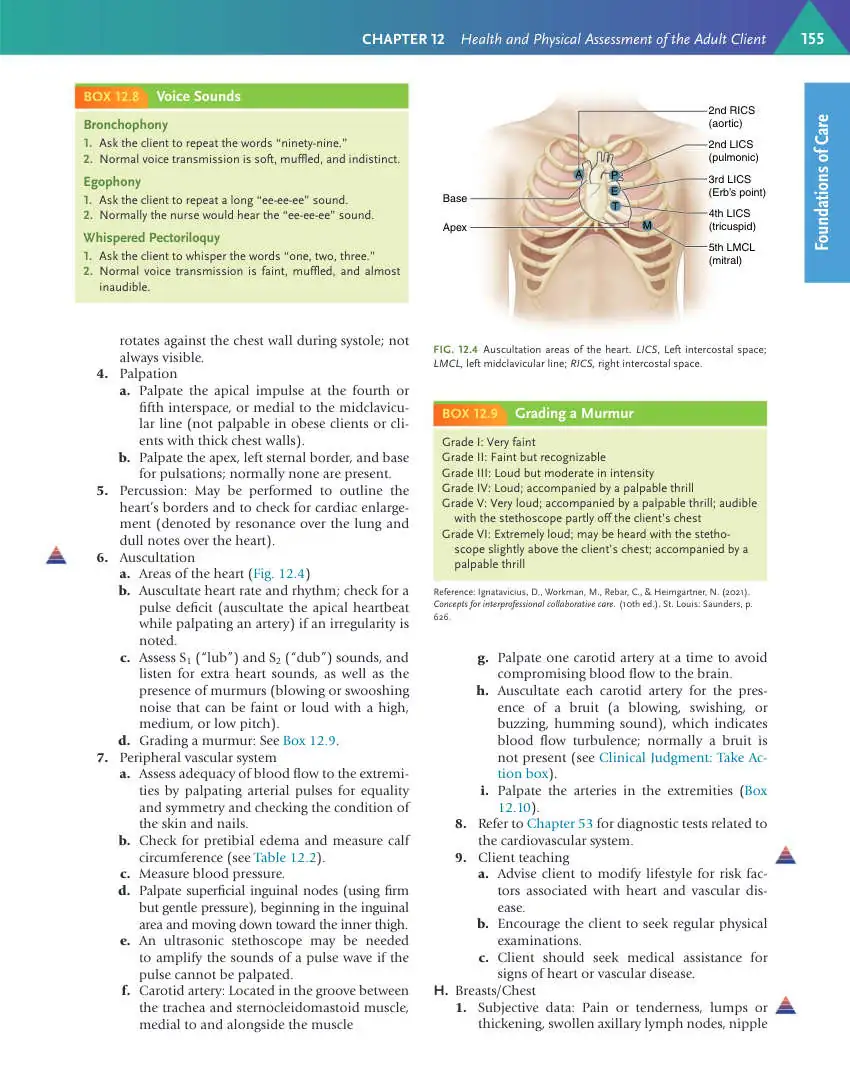 CHAPTER 12 Health and Physical Assessment of the Adult Client 155
Foundations of Care
BOX 12.8 Voice Sounds
Bronchophony
1. Ask the client to repeat the words “ninety-nine.”
2. Normal voice transmission is soft, muffled, and indistinct.
Egophony
1. Ask the client to repeat a long “ee-ee-ee” sound.
2. Normally the nurse would hear the “ee-ee-ee” sound.
Whispered Pectoriloquy
1. Ask the client to whisper the words “one, two, three.”
2. Normal voice transmission is faint, muffled, and almost
inaudible.
rotates against the chest wall during systole; not
always visible.
4. Palpation
a. Palpate the apical impulse at the fourth or
fifth interspace, or medial to the midclavicu-
lar line (not palpable in obese clients or cli-
ents with thick chest walls).
b. Palpate the apex, left sternal border, and base
for pulsations; normally none are present.
5. Percussion: May be performed to outline the
heart’s borders and to check for cardiac enlarge-
ment (denoted by resonance over the lung and
dull notes over the heart).
6. Auscultation
a. Areas of the heart (Fig. 12.4)
b. Auscultate heart rate and rhythm; check for a
pulse deficit (auscultate the apical heartbeat
while palpating an artery) if an irregularity is
noted.
c. Assess S1 (“lub”) and S2 (“dub”) sounds, and
listen for extra heart sounds, as well as the
presence of murmurs (blowing or swooshing
noise that can be faint or loud with a high,
medium, or low pitch).
d. Grading a murmur: See Box 12.9.
7. Peripheral vascular system
a. Assess adequacy of blood flow to the extremi-
ties by palpating arterial pulses for equality
and symmetry and checking the condition of
the skin and nails.
b. Check for pretibial edema and measure calf
circumference (see Table 12.2).
c. Measure blood pressure.
d. Palpate superficial inguinal nodes (using firm
but gentle pressure), beginning in the inguinal
area and moving down toward the inner thigh.
e. An ultrasonic stethoscope may be needed
to amplify the sounds of a pulse wave if the
pulse cannot be palpated.
f. Carotid artery: Located in the groove between
the trachea and sternocleidomastoid muscle,
medial to and alongside the muscle
2nd RICS
(aortic)
2nd LICS
(pulmonic)
3rd LICS
(Erb’s point)
4th LICS
(tricuspid)
5th LMCL
(mitral)
Base
Apex
A
P
E
T
M
FIG. 12.4 Auscultation areas of the heart. LICS, Left intercostal space;
LMCL, left midclavicular line; RICS, right intercostal space.
BOX 12.9 Grading a Murmur
Grade I: Very faint
Grade II: Faint but recognizable
Grade III: Loud but moderate in intensity
Grade IV: Loud; accompanied by a palpable thrill
Grade V: Very loud; accompanied by a palpable thrill; audible
with the stethoscope partly off the client’s chest
Grade VI: Extremely loud; may be heard with the stetho-
scope slightly above the client’s chest; accompanied by a
palpable thrill
Reference: Ignatavicius, D., Workman, M., Rebar, C., & Heimgartner, N. (2021).
Concepts for interprofessional collaborative care. (10th ed.). St. Louis: Saunders, p.
626.
g. Palpate one carotid artery at a time to avoid
compromising blood flow to the brain.
h. Auscultate each carotid artery for the pres-
ence of a bruit (a blowing, swishing, or
buzzing, humming sound), which indicates
blood flow turbulence; normally a bruit is
not present (see Clinical Judgment: Take Ac-
tion box).
i. Palpate the arteries in the extremities (Box
12.10).
8. Refer to Chapter 53 for diagnostic tests related to
the cardiovascular system.
9. Client teaching
a. Advise client to modify lifestyle for risk fac-
tors associated with heart and vascular dis-
ease.
b. Encourage the client to seek regular physical
examinations.
c. Client should seek medical assistance for
signs of heart or vascular disease.
H. Breasts/Chest
1. Subjective data: Pain or tenderness, lumps or
thickening, swollen axillary lymph nodes, nipple